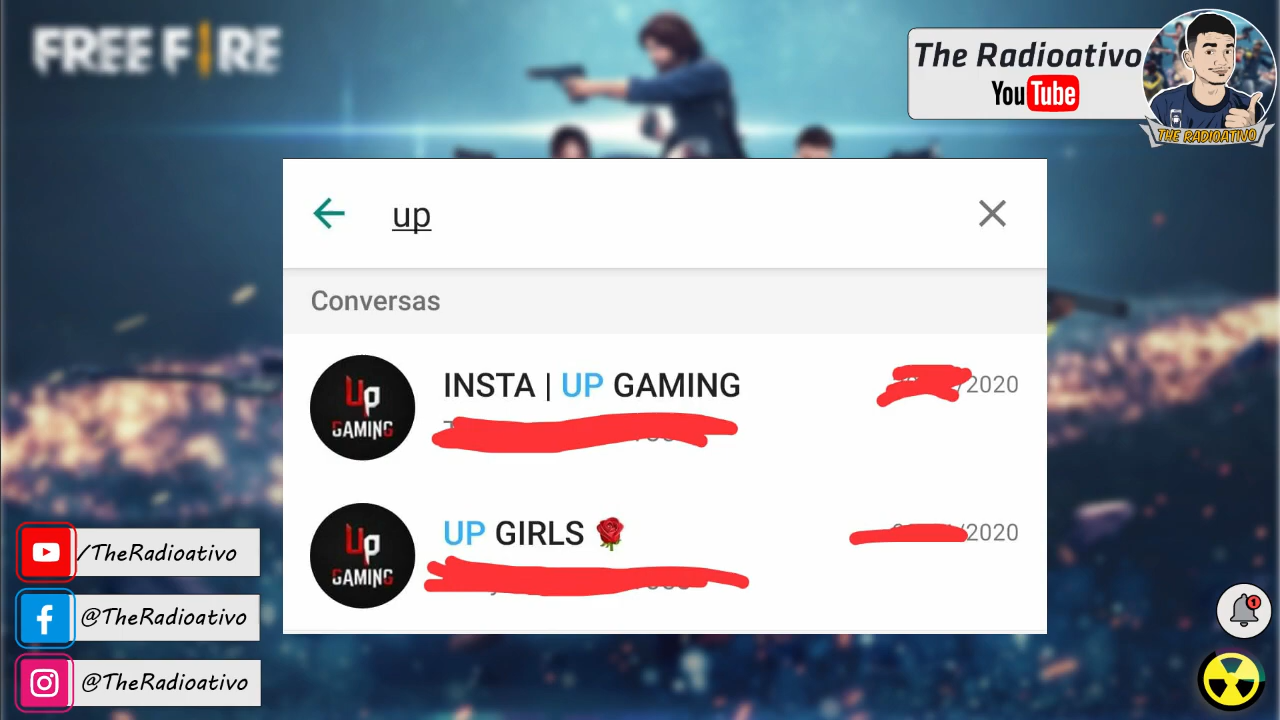 FREE FIRE
The Radioativo
YouTube
THE RADIOATIVO
up
Conversas
Up
GAMING
INSTA | UP GAMING
2020
Up
GAMING
UP GIRLS 🌹
/2020
/TheRadioativo
@TheRadioativo
@TheRadioativo
1